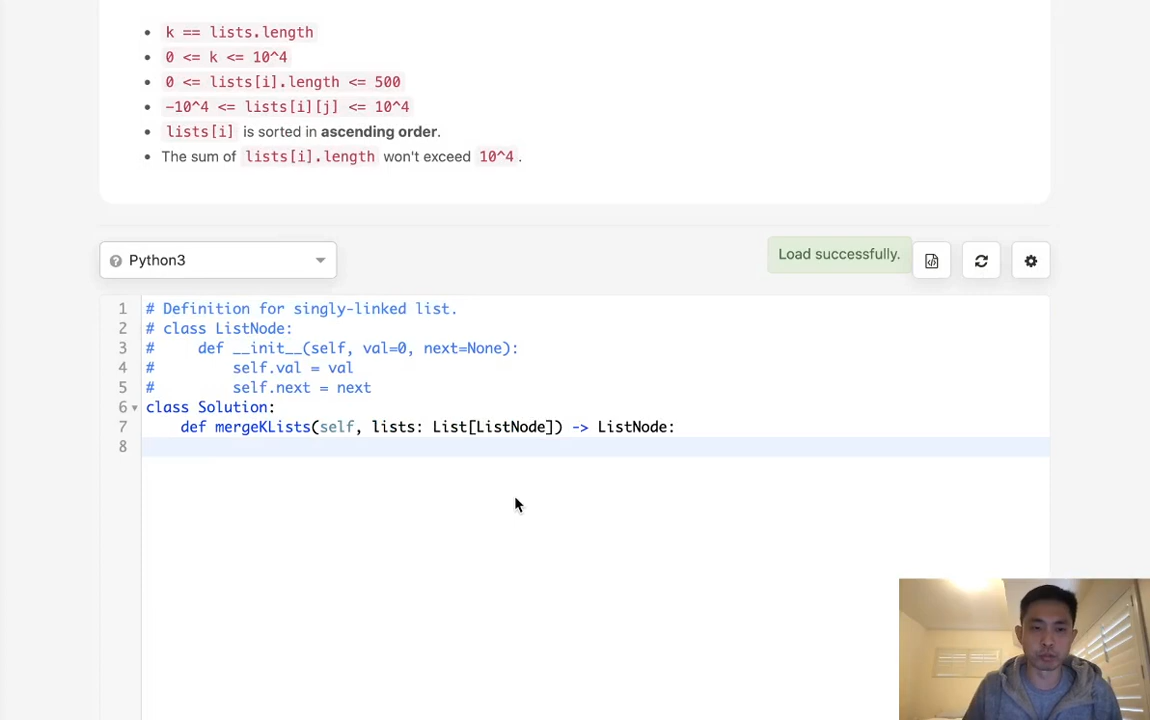 k == lists.length
0 <= k <= 10^4
0 <= lists[i].length <= 500
-10^4 <= lists[i][j] <= 10^4
lists[i] is sorted in ascending order.
The sum of lists[i].length won't exceed 10^4.
Python3
Load successfully.
1 # Definition for singly-linked list.
2 # class ListNode:
3 #     def __init__(self, val=0, next=None):
4 #         self.val = val
5 #         self.next = next
6 class Solution:
7     def mergeKLists(self, lists: List[ListNode]) -> ListNode:
8